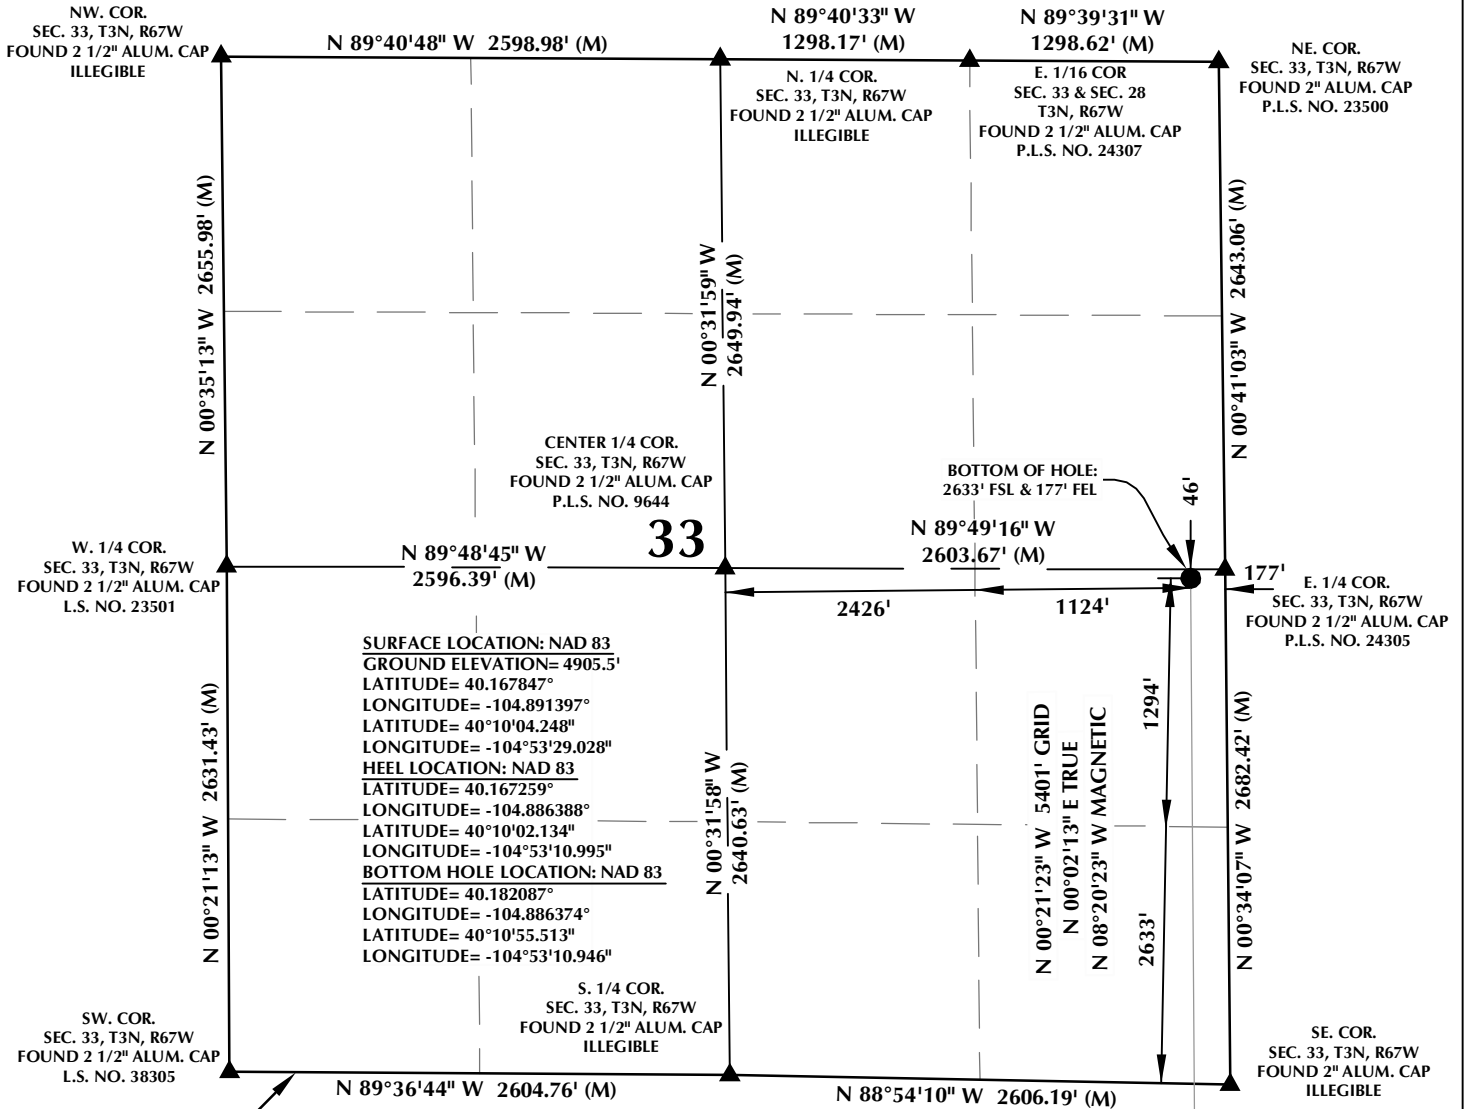 NW. COR.
SEC. 33, T3N, R67W
FOUND 2 1/2" ALUM. CAP
ILLEGIBLE
N 89°40'48" W 2598.98' (M)
N 89°40'33" W
1298.17' (M)
N 89°39'31" W
1298.62' (M)
NE. COR.
SEC. 33, T3N, R67W
FOUND 2" ALUM. CAP
P.L.S. NO. 23500
N. 1/4 COR.
SEC. 33, T3N, R67W
FOUND 2 1/2" ALUM. CAP
ILLEGIBLE
E. 1/16 COR
SEC. 33 & SEC. 28
T3N, R67W
FOUND 2 1/2" ALUM. CAP
P.L.S. NO. 24307
N 00°35'13" W 2655.98' (M)
N 00°31'59" W
2649.94' (M)
N 00°41'03" W 2643.06' (M)
CENTER 1/4 COR.
SEC. 33, T3N, R67W
FOUND 2 1/2" ALUM. CAP
P.L.S. NO. 9644
33
BOTTOM OF HOLE:
2633' FSL & 177' FEL
46'
W. 1/4 COR.
SEC. 33, T3N, R67W
FOUND 2 1/2" ALUM. CAP
L.S. NO. 23501
N 89°48'45" W
2596.39' (M)
N 89°49'16" W
2603.67' (M)
177'
E. 1/4 COR.
SEC. 33, T3N, R67W
FOUND 2 1/2" ALUM. CAP
P.L.S. NO. 24305
2426'
1124'
SURFACE LOCATION: NAD 83
GROUND ELEVATION= 4905.5'
LATITUDE= 40.167847°
LONGITUDE= -104.891397°
LATITUDE= 40°10'04.248"
LONGITUDE= -104°53'29.028"
HEEL LOCATION: NAD 83
LATITUDE= 40.167259°
LONGITUDE= -104.886388°
LATITUDE= 40°10'02.134"
LONGITUDE= -104°53'10.995"
BOTTOM HOLE LOCATION: NAD 83
LATITUDE= 40.182087°
LONGITUDE= -104.886374°
LATITUDE= 40°10'55.513"
LONGITUDE= -104°53'10.946"
N 00°21'13" W 2631.43' (M)
N 00°31'58" W
2640.63' (M)
N 00°21'23" W 5401' GRID
N 00°02'13" E TRUE
N 08°20'23" W MAGNETIC
1294'
2633'
N 00°34'07" W 2682.42' (M)
SW. COR.
SEC. 33, T3N, R67W
FOUND 2 1/2" ALUM. CAP
L.S. NO. 38305
S. 1/4 COR.
SEC. 33, T3N, R67W
FOUND 2 1/2" ALUM. CAP
ILLEGIBLE
SE. COR.
SEC. 33, T3N, R67W
FOUND 2" ALUM. CAP
ILLEGIBLE
N 89°36'44" W 2604.76' (M)
N 88°54'10" W 2606.19' (M)